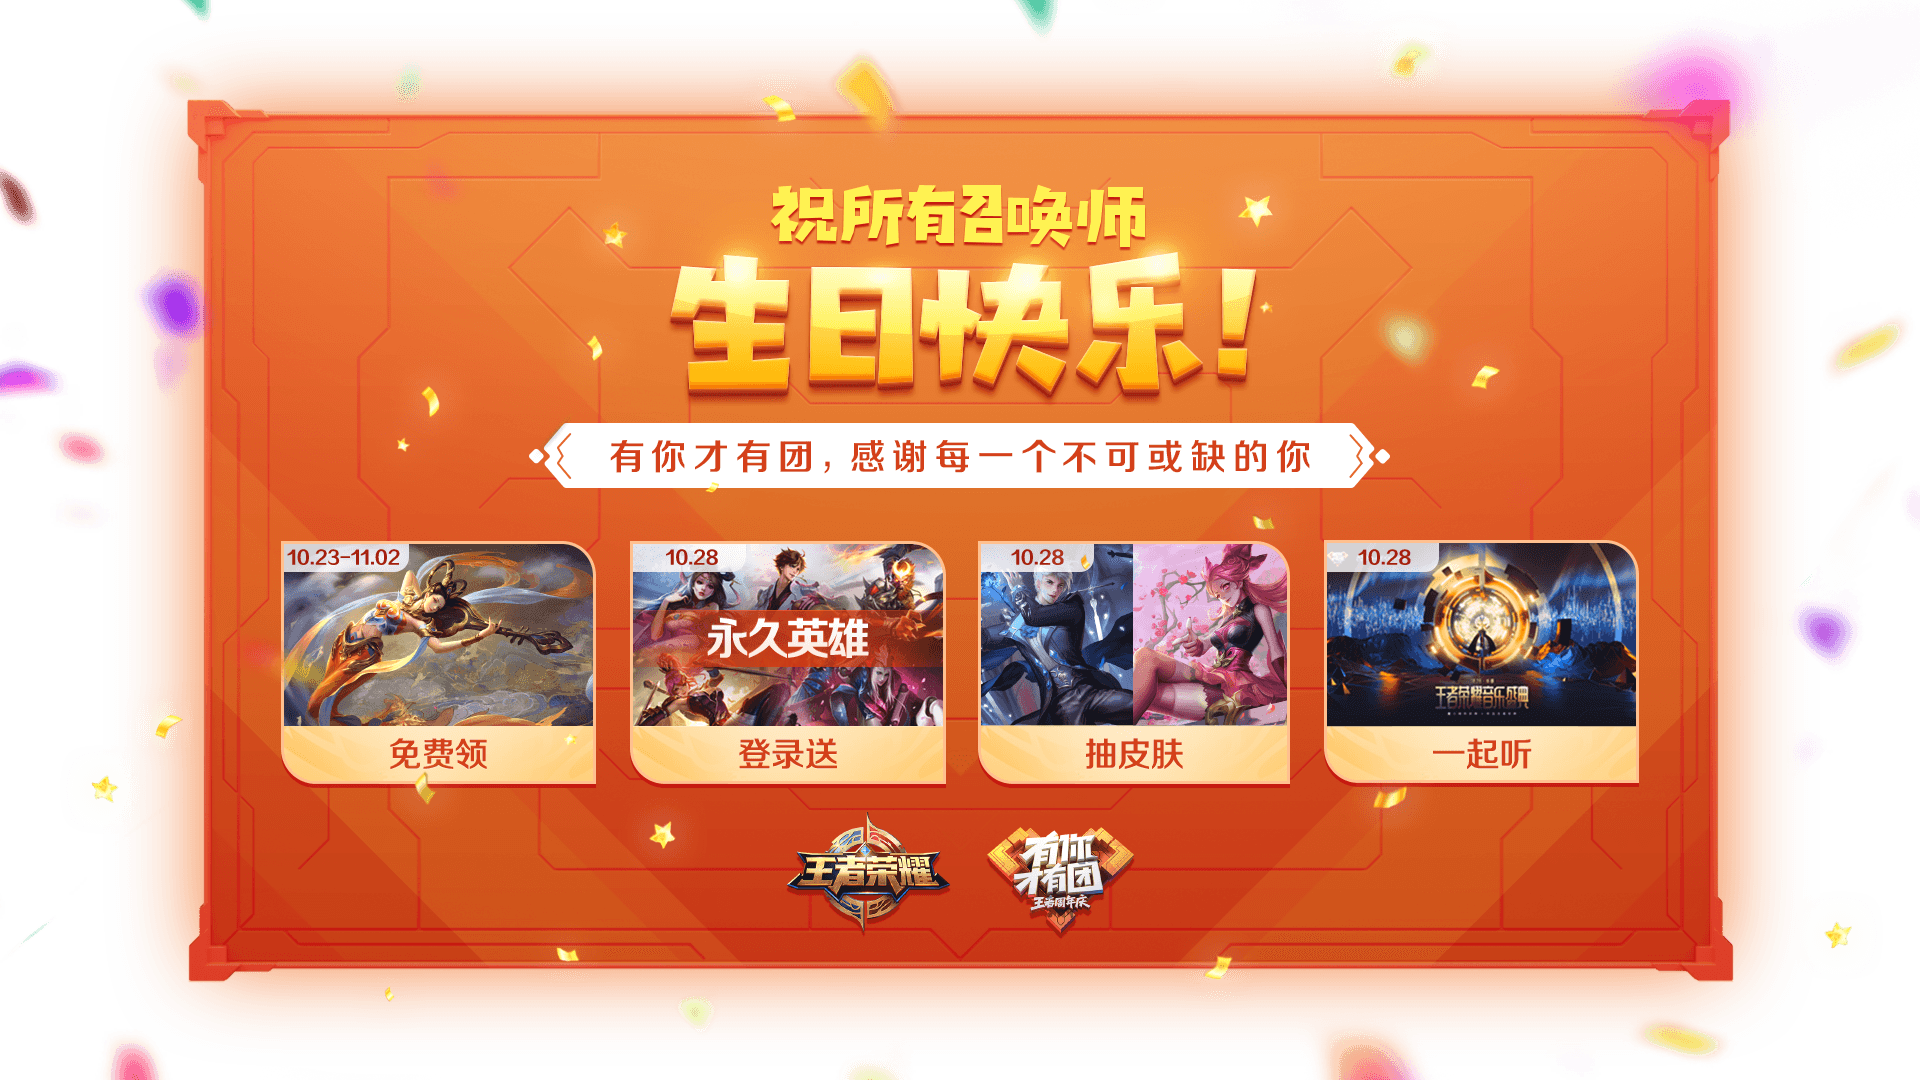 祝所有召唤师
生日快乐！
有你才有团，感谢每一个不可或缺的你
10.23-11.02
免费领
10.28
永久英雄
登录送
10.28
抽皮肤
10.28
王者荣耀音乐盛典
一起听
王者荣耀
有你
才有团
王者周年庆